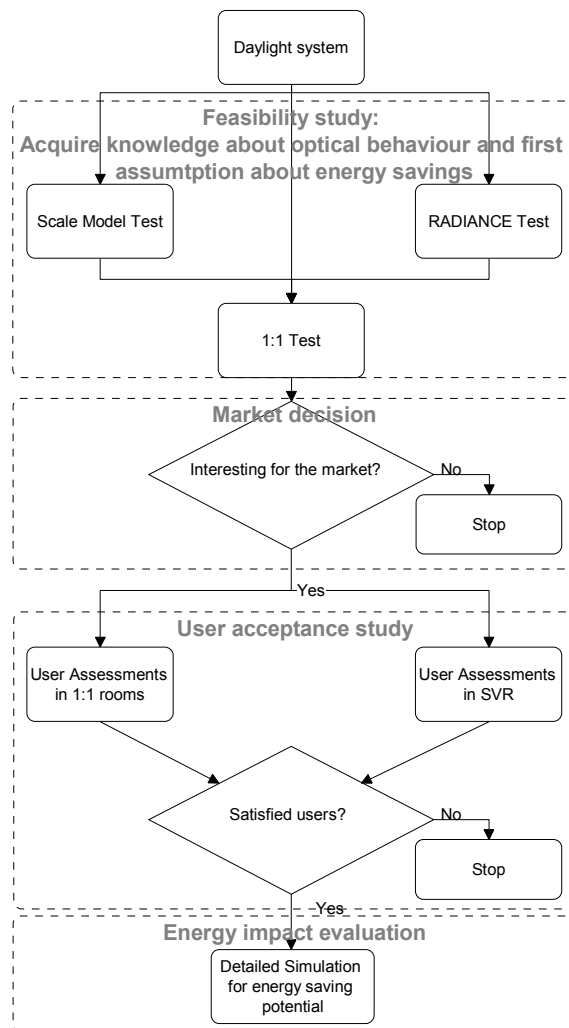 Daylight system
Feasibility study:
Acquire knowledge about optical behaviour and first
assumtption about energy savings
Scale Model Test
RADIANCE Test
1:1 Test
Market decision
Interesting for the market?
No
Stop
Yes
User acceptance study
User Assessments
in 1:1 rooms
User Assessments
in SVR
Satisfied users?
No
Stop
Yes
Energy impact evaluation
Detailed Simulation
for energy saving
potential